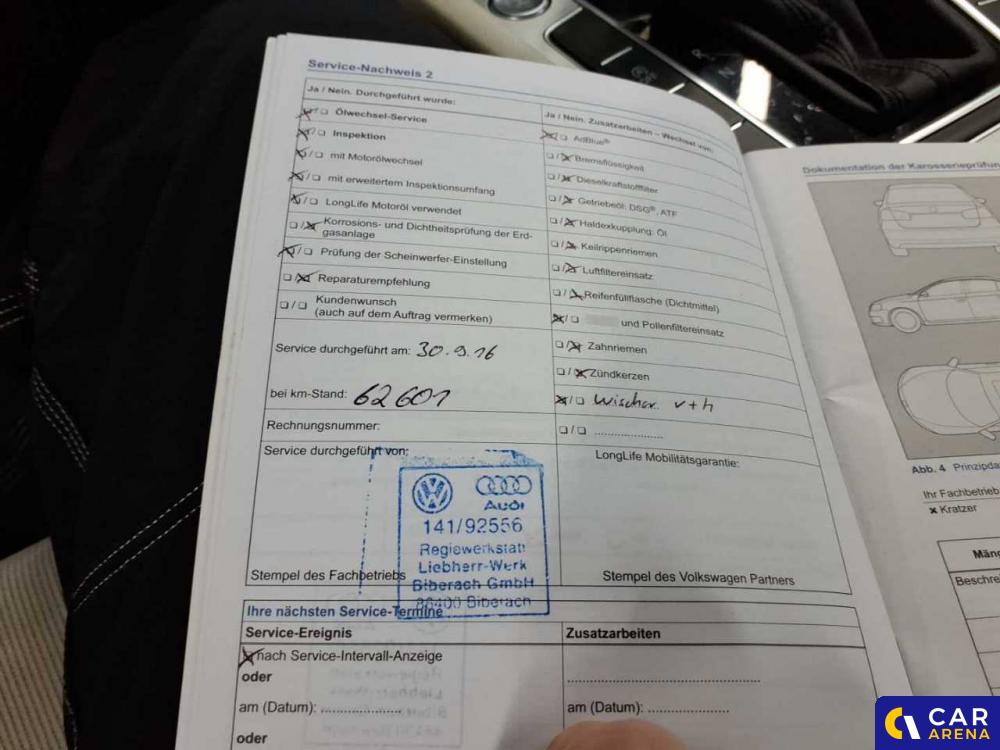 Service-Nachweis 2
Ja / Nein. Durchgeführt wurde:
Ölwechsel-Service
Inspektion
mit Motorölwechsel
mit erweitertem Inspektionsumfang
LongLife Motoröl verwendet
Korrosions- und Dichtheitsprüfung der Erd-
gasanlage
Prüfung der Scheinwerfer-Einstellung
Reparaturempfehlung
Kundenwunsch
(auch auf dem Auftrag vermerken)
Service durchgeführt am: 30.9.16
bei km-Stand: 62601
Rechnungsnummer:
Service durchgeführt von:
Ja / Nein. Zusatzarbeiten – Wechsel von:
AdBlue®
Bremsflüssigkeit
Dieselkraftstofffilter
Getriebeöl: DSG®, ATF
Haldexkupplung: Öl
Keilrippenriemen
Luftfiltereinsatz
Reifenfüllflasche (Dichtmittel)
und Pollenfiltereinsatz
Zahnriemen
Zündkerzen
Wischer v+h
LongLife Mobilitätsgarantie:
Audi
141/92556
Regiewerkstatt
Liebherr-Werk
Biberach GmbH
88400 Biberach
Stempel des Fachbetriebs
Stempel des Volkswagen Partners
Ihre nächsten Service-Termine
Service-Ereignis
Zusatzarbeiten
nach Service-Intervall-Anzeige
oder
am (Datum):
am (Datum):
oder
Dokumentation der Karosserieprüfun
Abb. 4 Prinzipda
Ihr Fachbetrieb
Kratzer
Mäng
Beschre
R
N
CAR
ARENA